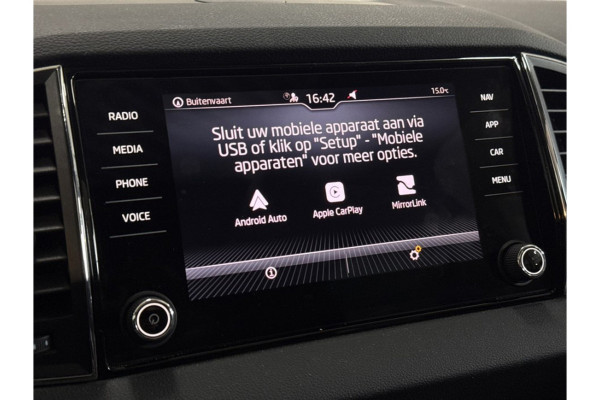 Buitenvaart 16:42 15.0°C
Sluit uw mobiele apparaat aan via
USB of klik op "Setup" - "Mobiele
apparaten" voor meer opties.
Android Auto Apple CarPlay MirrorLink
RADIO
MEDIA
PHONE
VOICE
NAV
APP
CAR
MENU